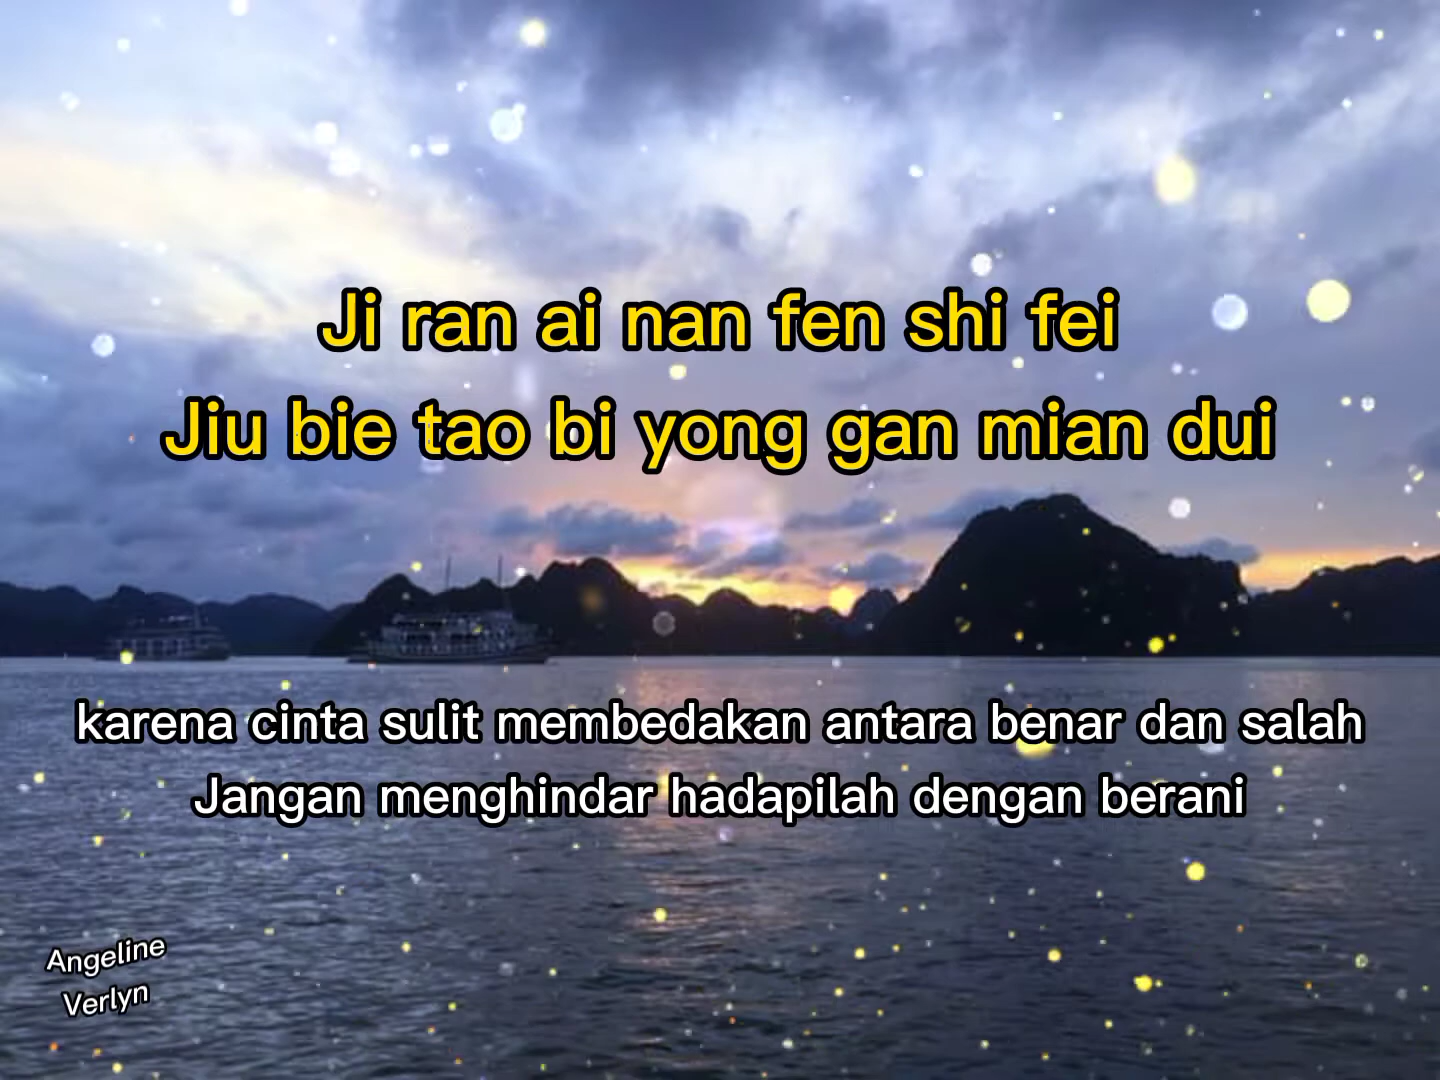 Ji ran ai nan fen shi fei
Jiu bie tao bi yong gan mian dui
karena cinta sulit membedakan antara benar dan salah
Jangan menghindar hadapilah dengan berani
Angeline
Verlyn